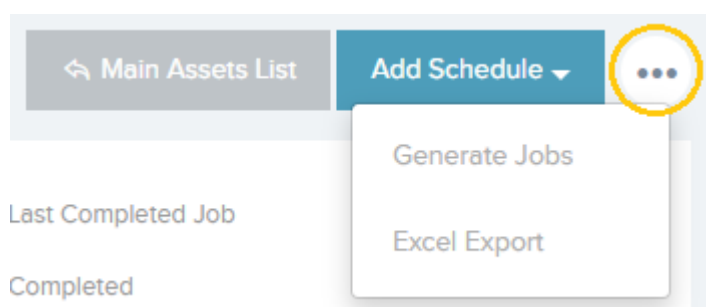 Main Assets List
Add Schedule
Generate Jobs
Last Completed Job
Excel Export
Completed